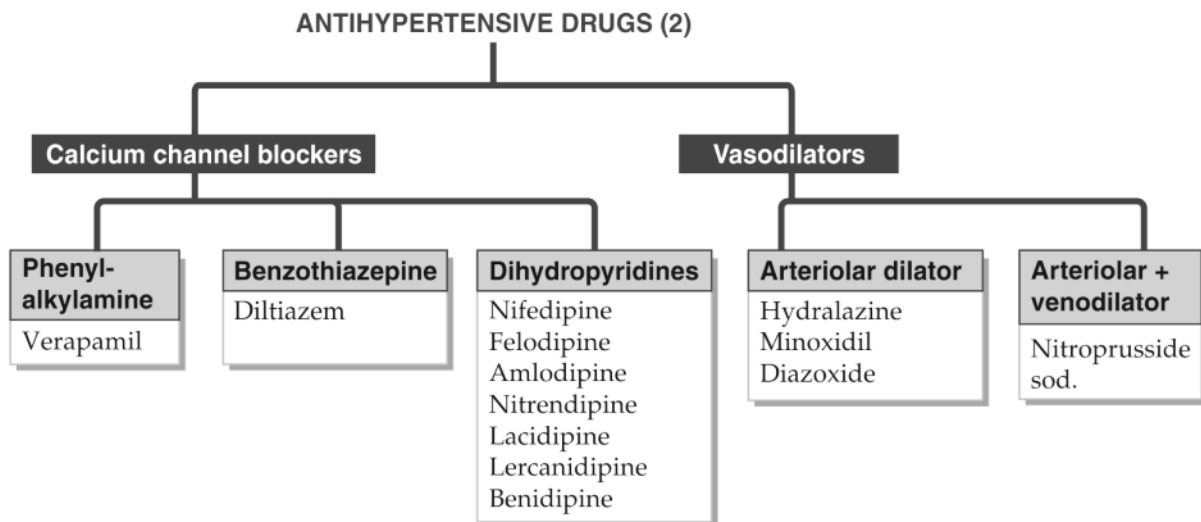 ANTIHYPERTENSIVE DRUGS (2)
Calcium channel blockers
Vasodilators
Phenyl-
alkylamine
Verapamil
Benzothiazepine
Diltiazem
Dihydropyridines
Nifedipine
Felodipine
Amlodipine
Nitrendipine
Lacidipine
Lercanidipine
Benidipine
Arteriolar dilator
Hydralazine
Minoxidil
Diazoxide
Arteriolar +
venodilator
Nitroprusside
sod.